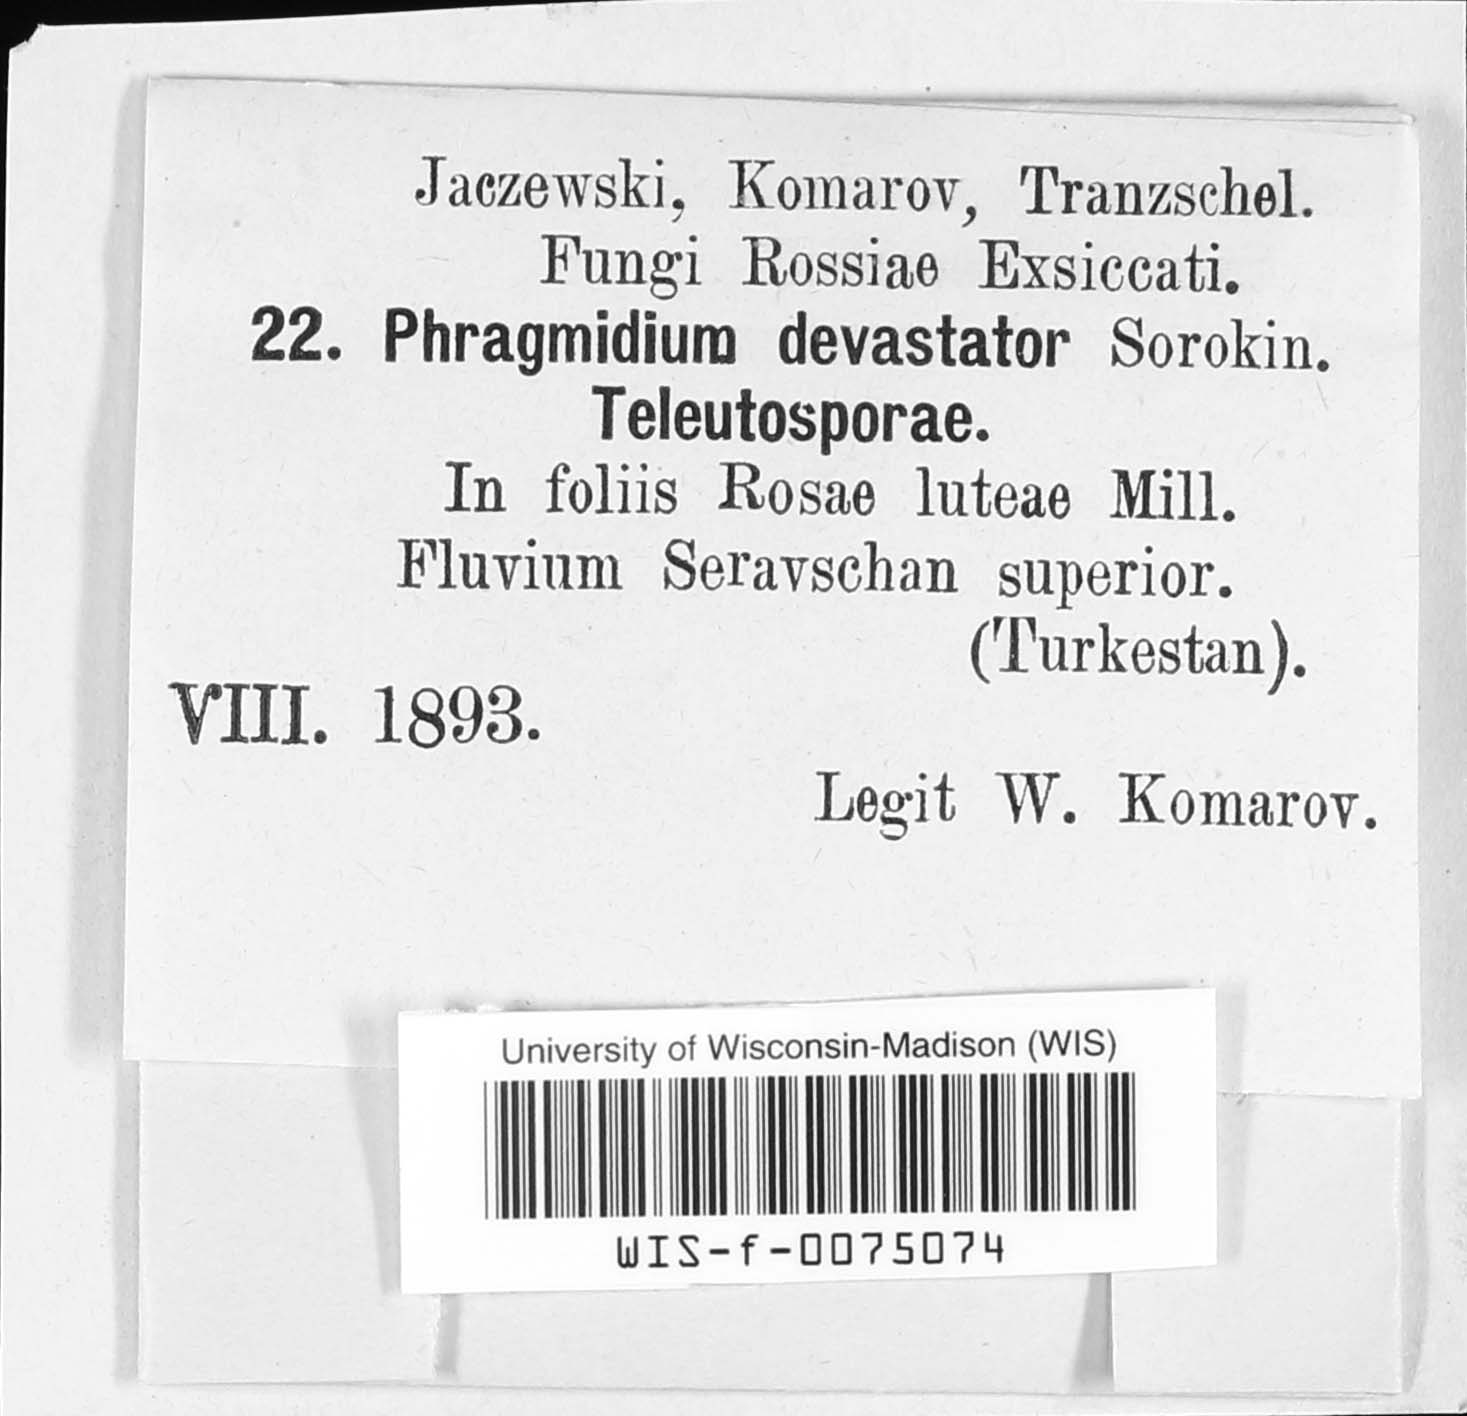 Jaczewski, Komarov, Tranzschel.
Fungi Rossiae Exsiccati.
22. Phragmidium devastator Sorokin.
Teleutosporae.
In foliis Rosae luteae Mill.
Fluvium Seravschan superior.
(Turkestan).
VIII. 1893.
Legit W. Komarov.
University of Wisconsin-Madison (WIS)
WIS-f-0075074